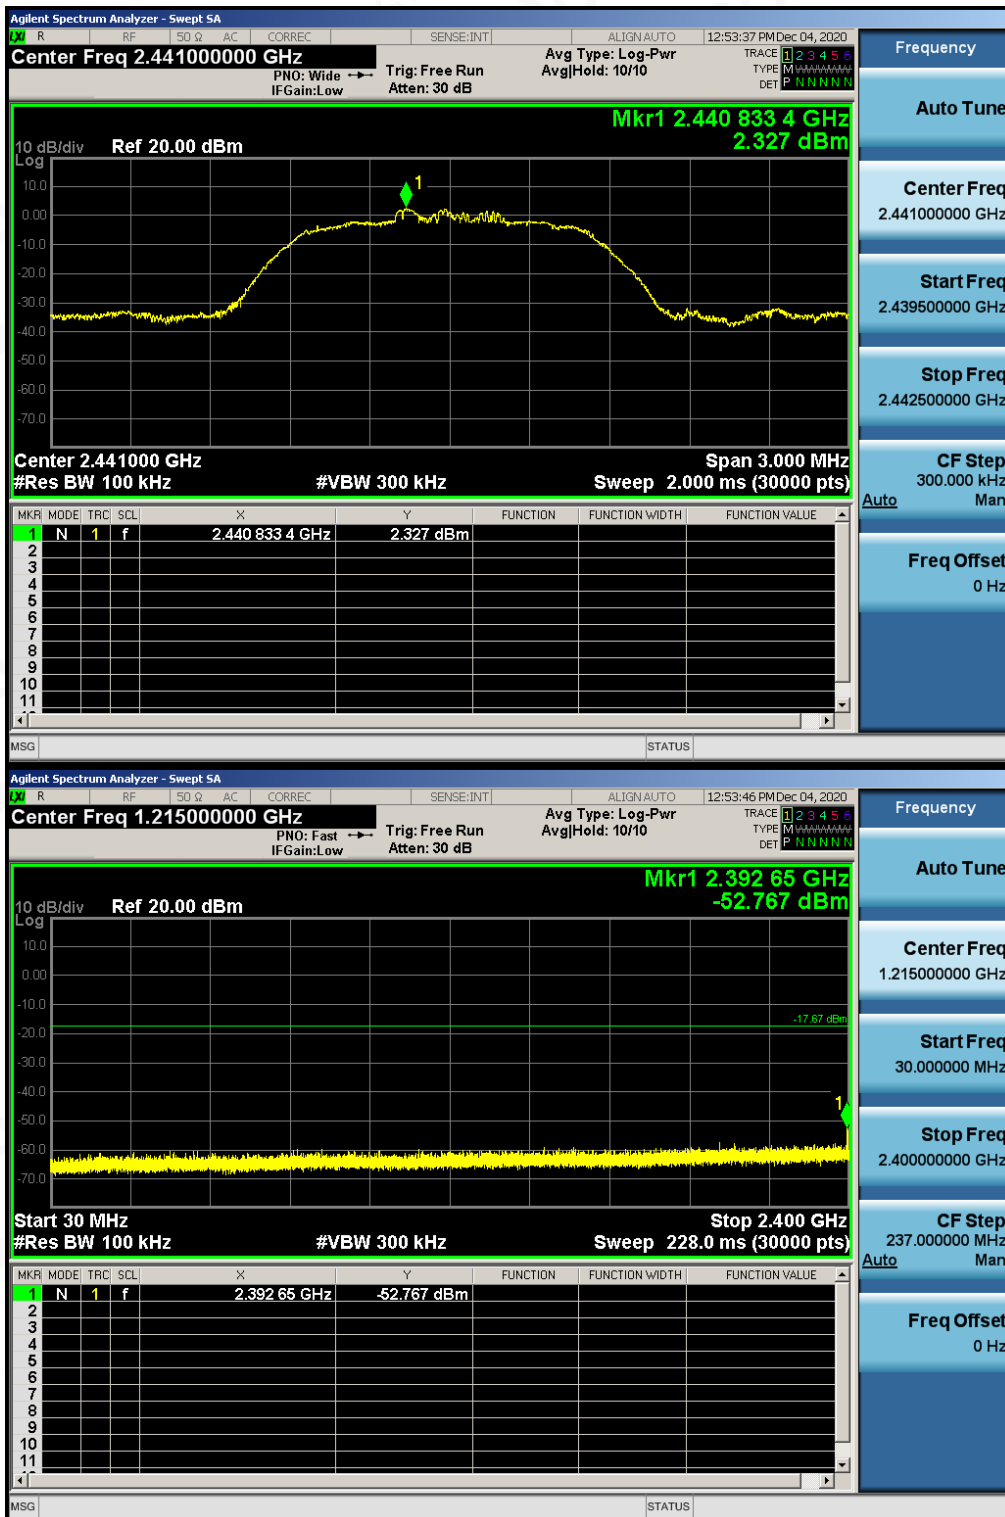 Agilent Spectrum Analyzer - Swept SA
LXI R RF 50 Ω AC CORREC SENSE:INT ALIGN AUTO 12:53:37 PM Dec 04, 2020
Center Freq 2.441000000 GHz
PNO: Wide Trig: Free Run Avg Type: Log-Pwr TRACE 1 2 3 4 5 6
IFGain:Low Atten: 30 dB Avg|Hold: 10/10 TYPE M
DET P N N N N N
Mkr1 2.440 833 4 GHz
2.327 dBm
10 dB/div Ref 20.00 dBm
Log
10.0
1
0.00
-10.0
-20.0
-30.0
-40.0
-50.0
-60.0
-70.0
Center 2.441000 GHz Span 3.000 MHz
#Res BW 100 kHz #VBW 300 kHz Sweep 2.000 ms (30000 pts)
MKR MODE TRC SCL X Y FUNCTION FUNCTION WIDTH FUNCTION VALUE
1 N 1 f 2.440 833 4 GHz 2.327 dBm
2
3
4
5
6
7
8
9
10
11
MSG STATUS
Frequency
Auto Tune
Center Freq
2.441000000 GHz
Start Freq
2.439500000 GHz
Stop Freq
2.442500000 GHz
CF Step
300.000 kHz
Auto Man
Freq Offset
0 Hz
Agilent Spectrum Analyzer - Swept SA
LXI R RF 50 Ω AC CORREC SENSE:INT ALIGN AUTO 12:53:46 PM Dec 04, 2020
Center Freq 1.215000000 GHz
PNO: Fast Trig: Free Run Avg Type: Log-Pwr TRACE 1 2 3 4 5 6
IFGain:Low Atten: 30 dB Avg|Hold: 10/10 TYPE M
DET P N N N N N
Mkr1 2.392 65 GHz
-52.767 dBm
10 dB/div Ref 20.00 dBm
Log
10.0
0.00
-10.0
-17.67 dBm
-20.0
-30.0
-40.0
1
-50.0
-60.0
-70.0
Start 30 MHz Stop 2.400 GHz
#Res BW 100 kHz #VBW 300 kHz Sweep 228.0 ms (30000 pts)
MKR MODE TRC SCL X Y FUNCTION FUNCTION WIDTH FUNCTION VALUE
1 N 1 f 2.392 65 GHz -52.767 dBm
2
3
4
5
6
7
8
9
10
11
MSG STATUS
Frequency
Auto Tune
Center Freq
1.215000000 GHz
Start Freq
30.000000 MHz
Stop Freq
2.400000000 GHz
CF Step
237.000000 MHz
Auto Man
Freq Offset
0 Hz